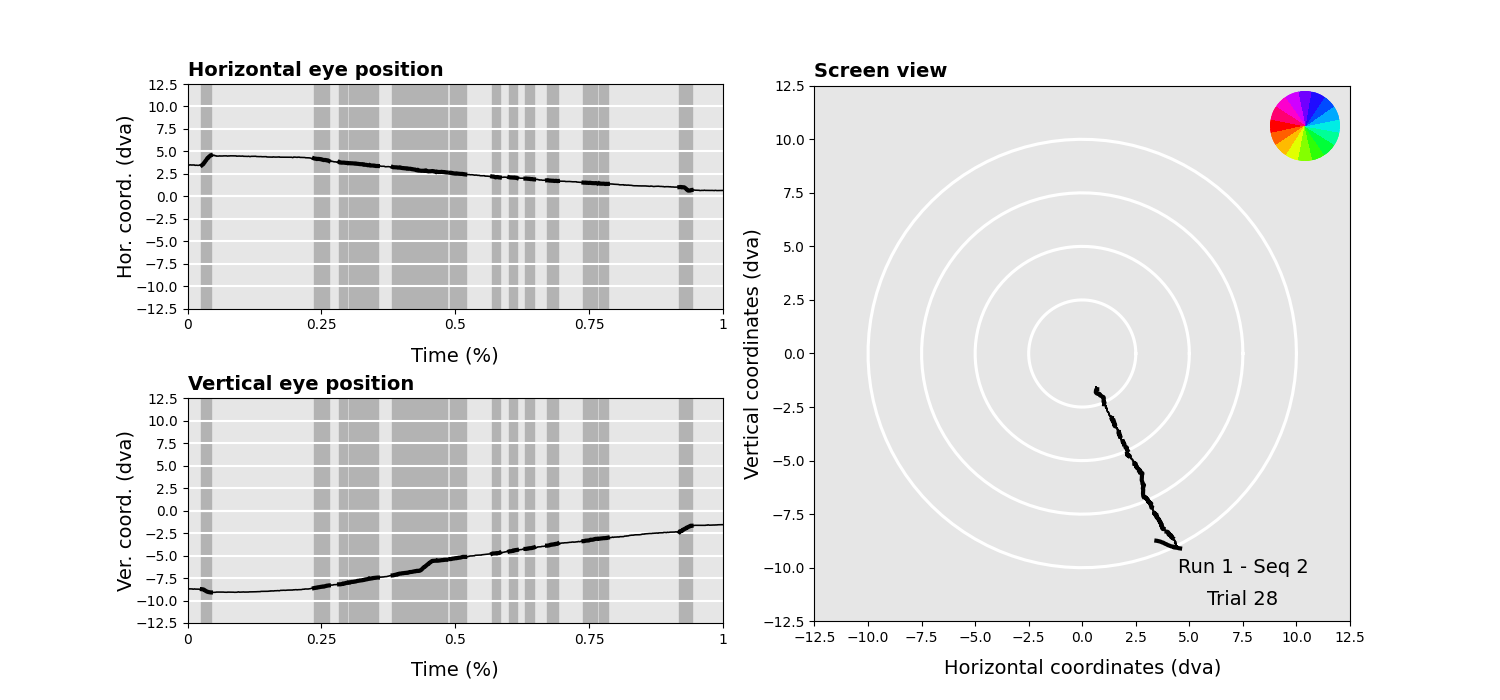 Horizontal eye position
Hor. coord. (dva)
12.5
10.0
7.5
5.0
2.5
0.0
−2.5
−5.0
−7.5
−10.0
−12.5
0 0.25 0.5 0.75 1
Time (%)
Vertical eye position
Ver. coord. (dva)
12.5
10.0
7.5
5.0
2.5
0.0
−2.5
−5.0
−7.5
−10.0
−12.5
0 0.25 0.5 0.75 1
Time (%)
Screen view
Vertical coordinates (dva)
12.5
10.0
7.5
5.0
2.5
0.0
−2.5
−5.0
−7.5
−10.0
−12.5
Run 1 - Seq 2
Trial 28
−12.5 −10.0 −7.5 −5.0 −2.5 0.0 2.5 5.0 7.5 10.0 12.5
Horizontal coordinates (dva)